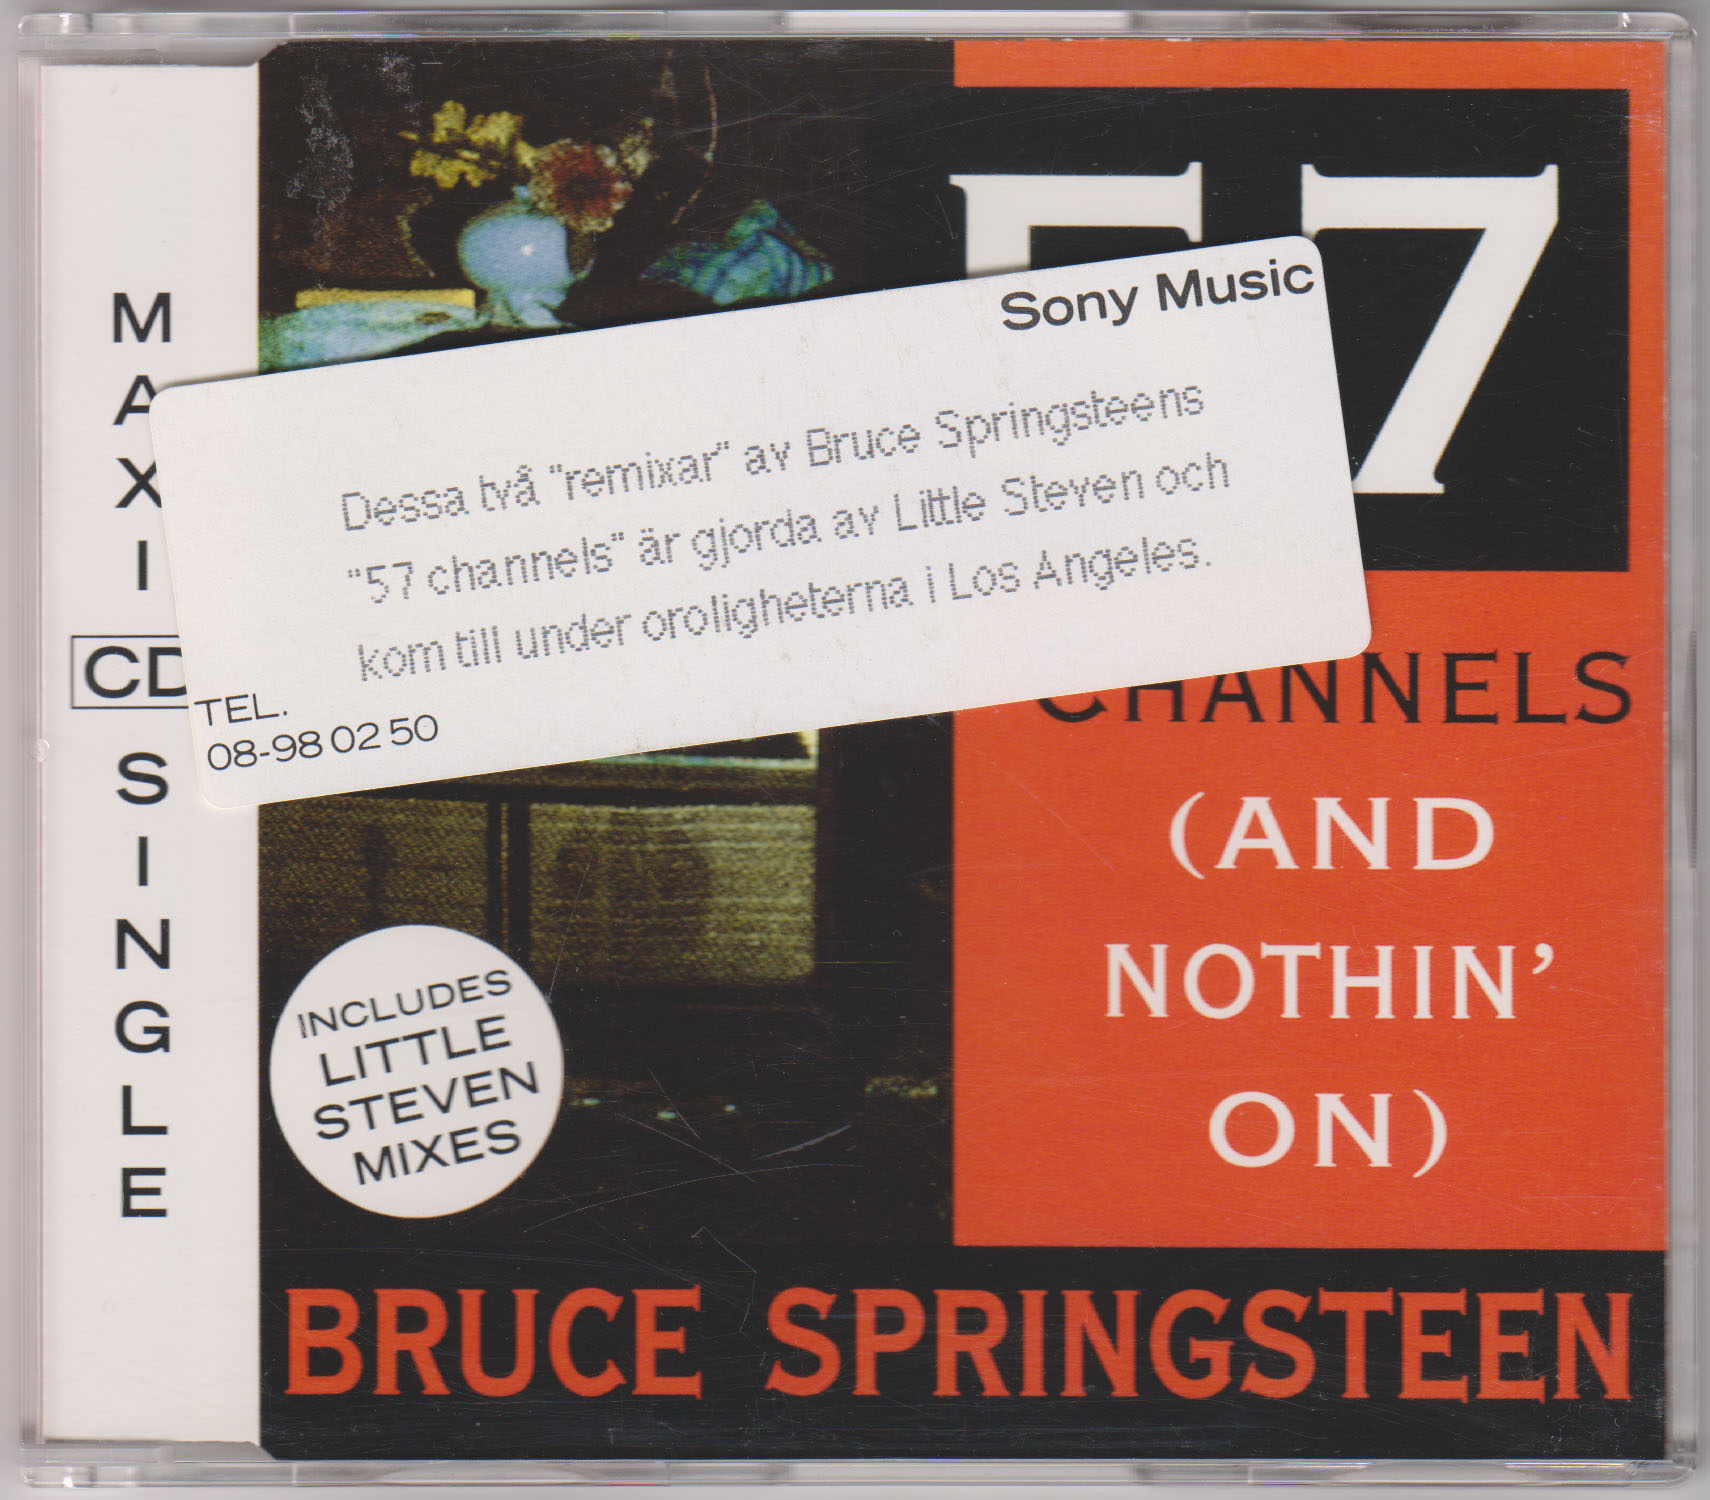 MAXI
CD
SINGLE
57
Sony Music
Dessa två "remixar" av Bruce Springsteens
"57 channels" är gjorda av Little Steven och
kom till under oroligheterna i Los Angeles.
TEL.
08-98 02 50
CHANNELS
(AND
NOTHIN'
ON)
INCLUDES
LITTLE
STEVEN
MIXES
BRUCE SPRINGSTEEN